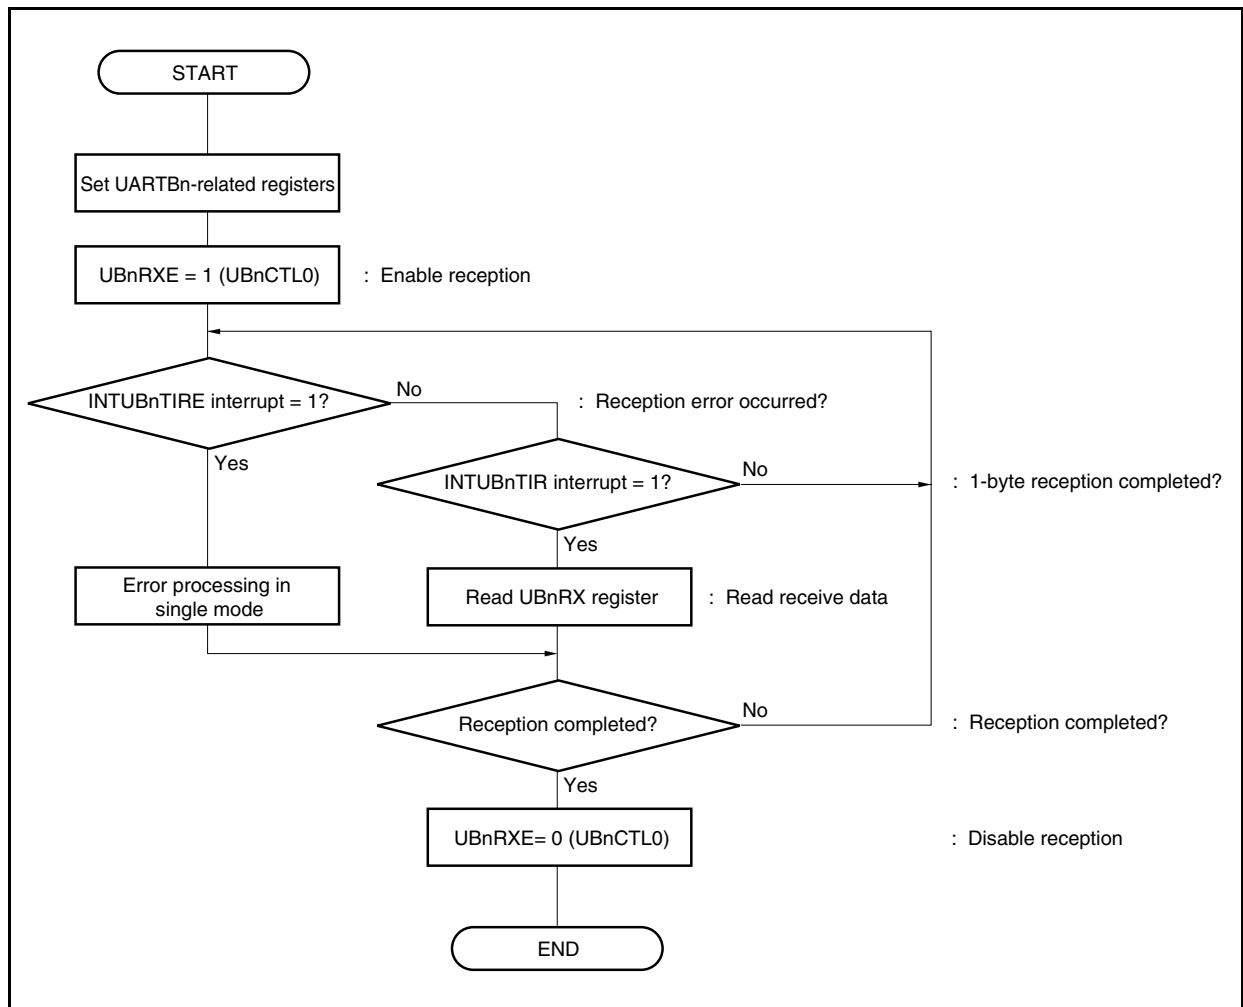 START
Set UARTBn-related registers
UBnRXE = 1 (UBnCTL0)
: Enable reception
INTUBnTIRE interrupt = 1?
No
: Reception error occurred?
Yes
INTUBnTIR interrupt = 1?
No
: 1-byte reception completed?
Yes
Error processing in
single mode
Read UBnRX register
: Read receive data
Reception completed?
No
: Reception completed?
Yes
UBnRXE= 0 (UBnCTL0)
: Disable reception
END